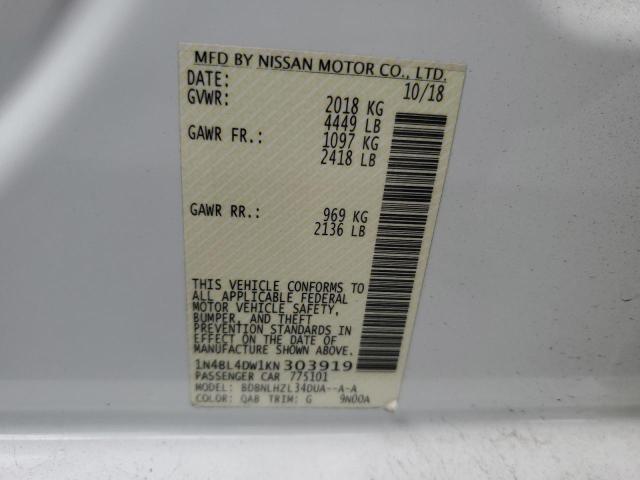 MFD BY NISSAN MOTOR CO., LTD.
DATE: 10/18
GVWR: 2018 KG
4449 LB
GAWR FR.: 1097 KG
2418 LB
GAWR RR.: 969 KG
2136 LB
THIS VEHICLE CONFORMS TO
ALL APPLICABLE FEDERAL
MOTOR VEHICLE SAFETY,
BUMPER, AND THEFT
PREVENTION STANDARDS IN
EFFECT ON THE DATE OF
MANUFACTURE SHOWN ABOVE.
1N4BL4DW1KN303919
PASSENGER CAR 775101
MODEL: BDBNLHZL34DUA--A-A
COLOR: QAB TRIM: G 9N00A